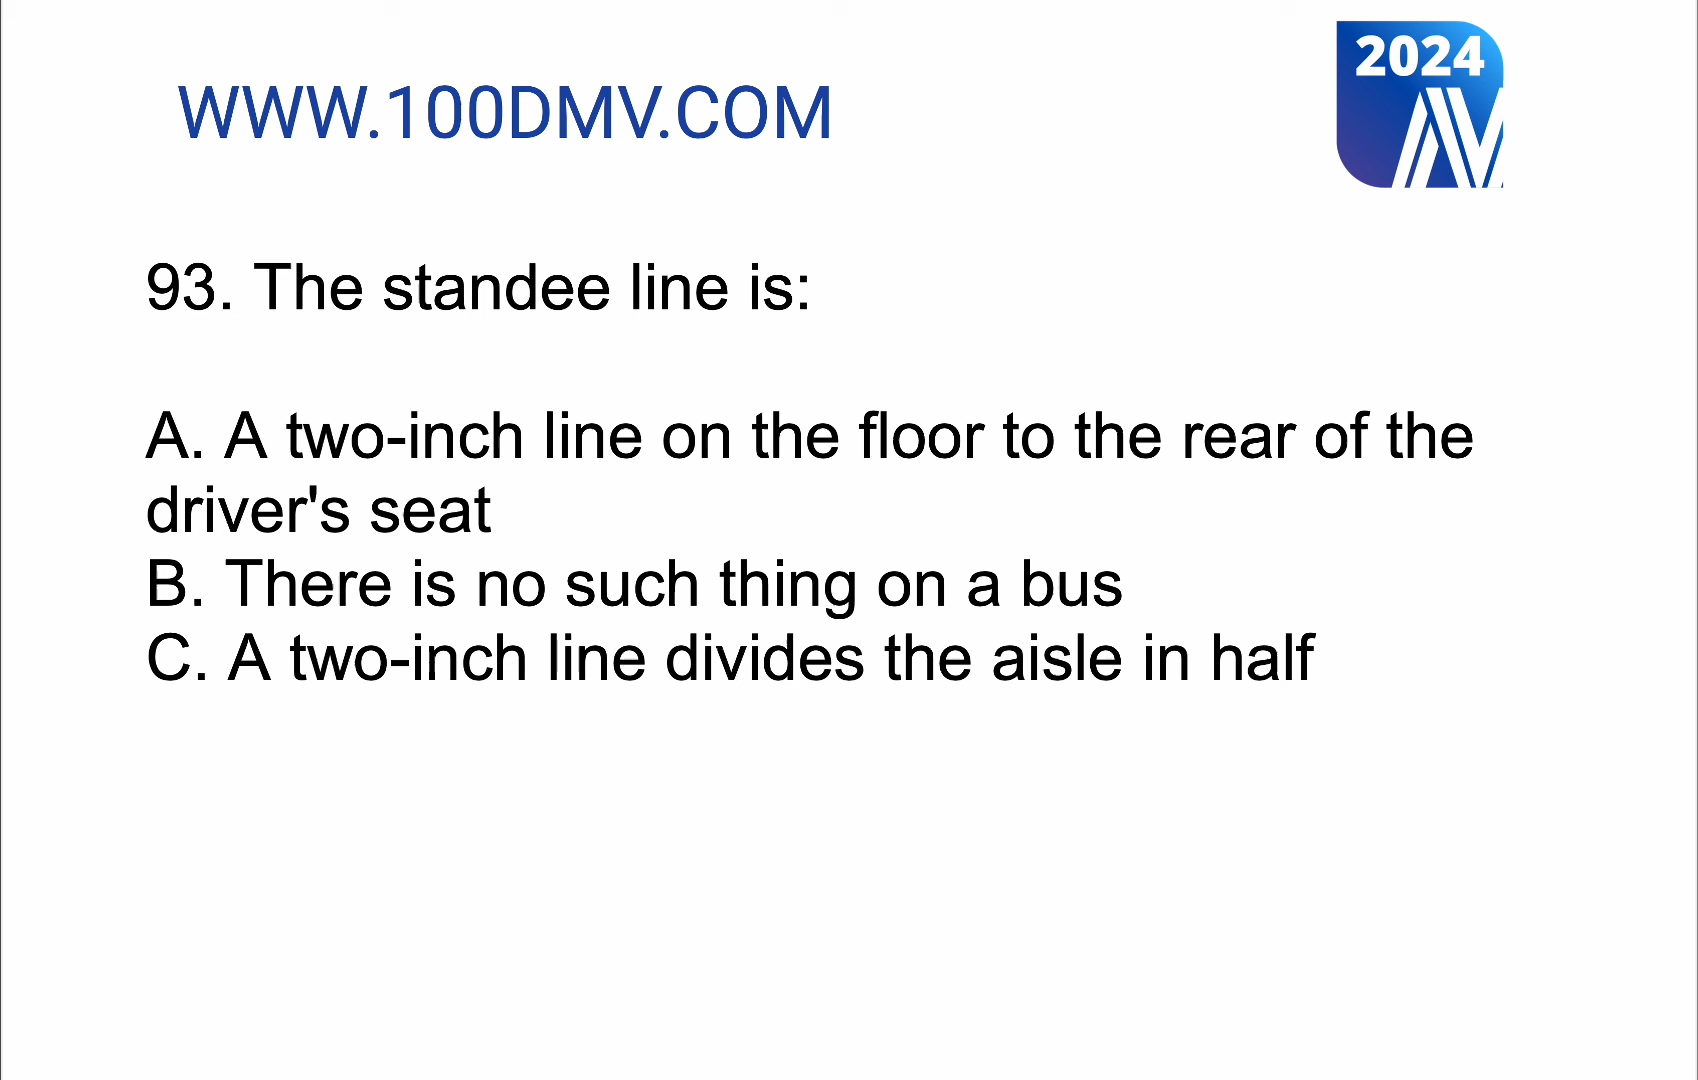 2024
WWW.100DMV.COM
93. The standee line is:
A. A two-inch line on the floor to the rear of the
driver's seat
B. There is no such thing on a bus
C. A two-inch line divides the aisle in half